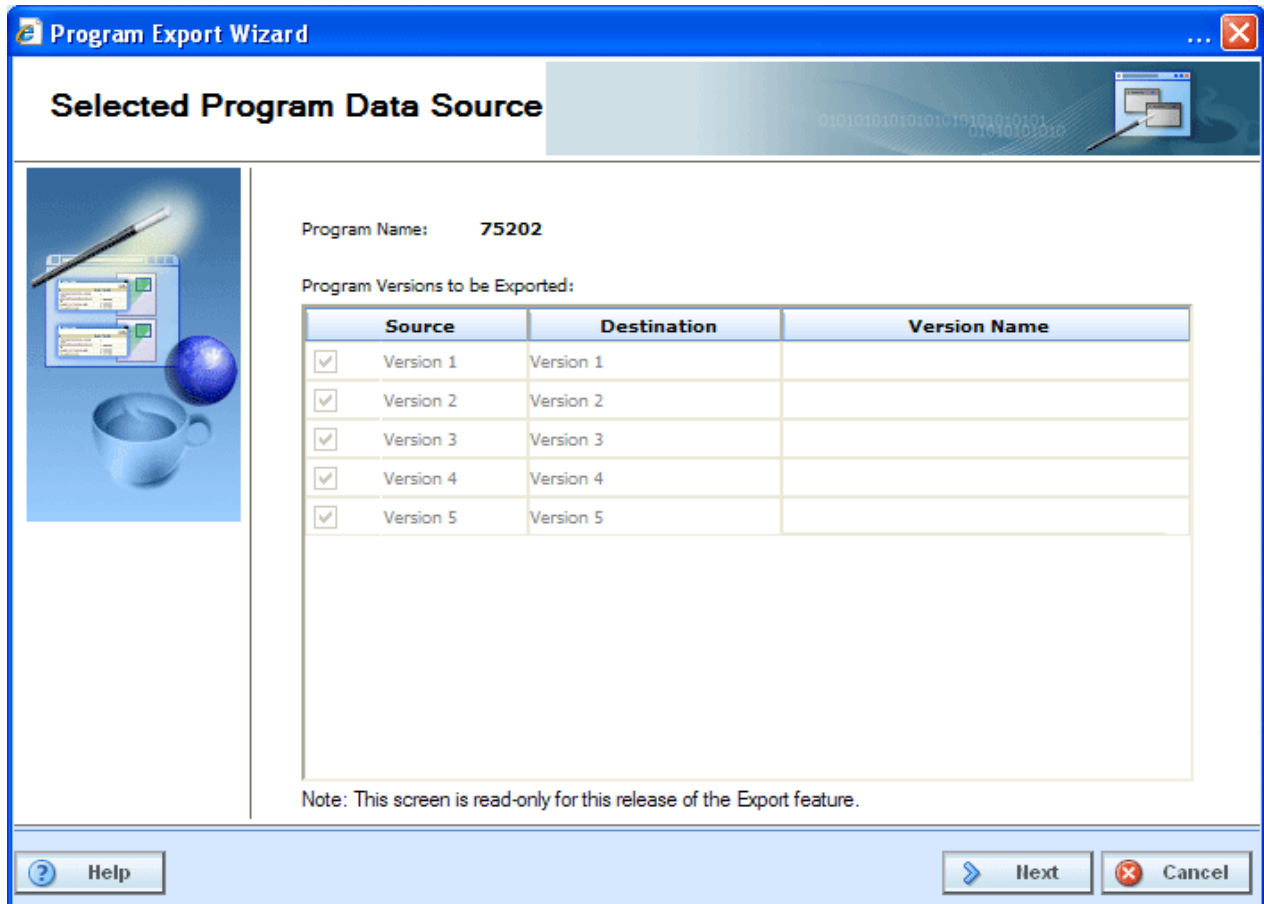 Program Export Wizard ...
Selected Program Data Source
Program Name: 75202
Program Versions to be Exported:
Source Destination Version Name
Version 1 Version 1
Version 2 Version 2
Version 3 Version 3
Version 4 Version 4
Version 5 Version 5
Note: This screen is read-only for this release of the Export feature.
Help Next Cancel